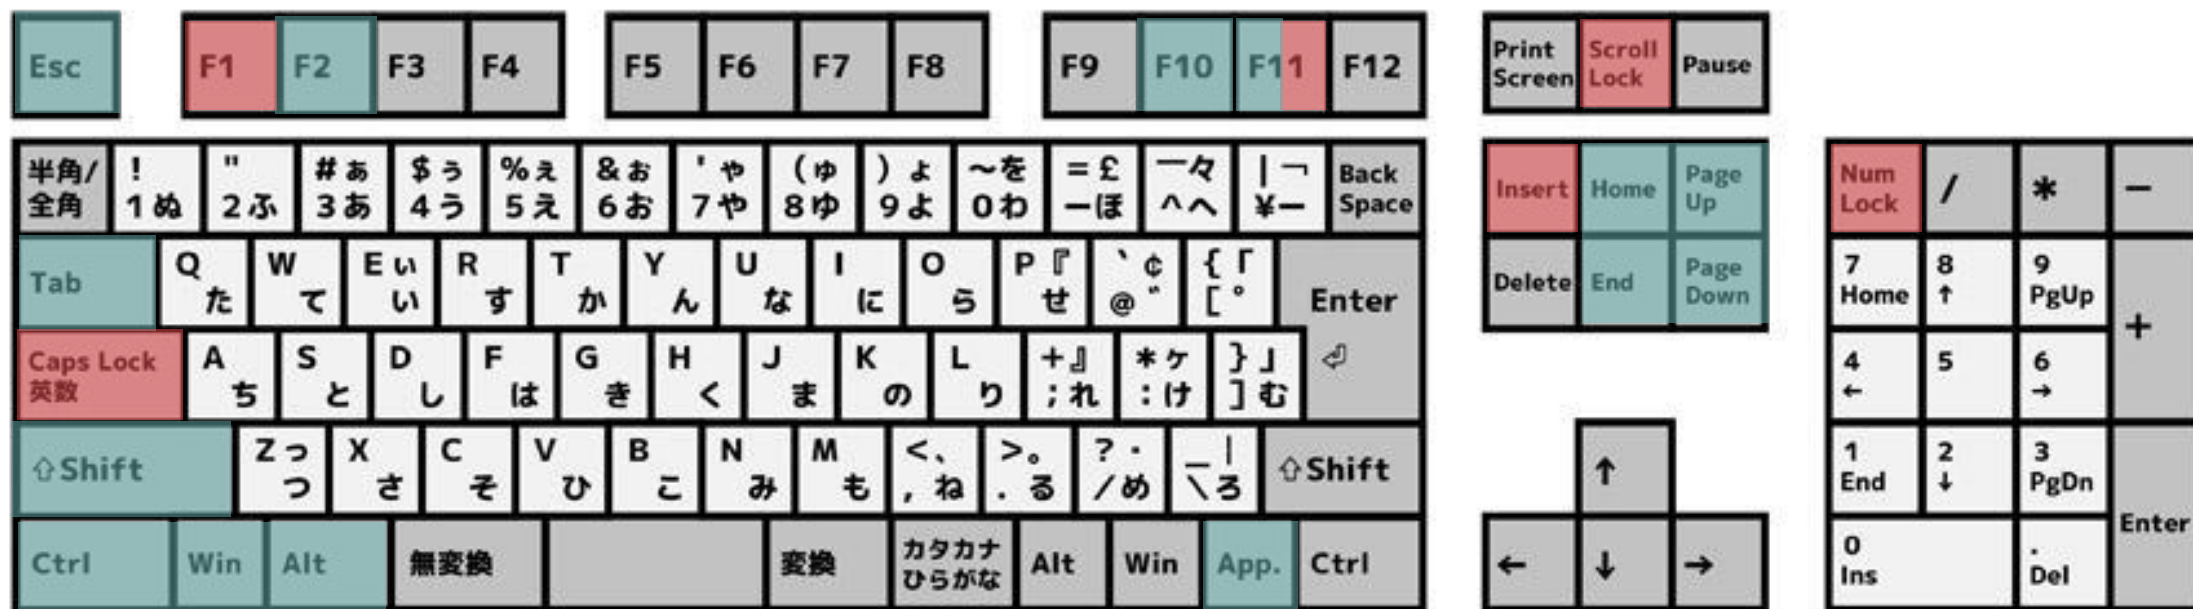 Esc F1 F2 F3 F4 F5 F6 F7 F8 F9 F10 F11 F12 Print Screen Scroll Lock Pause
半角/ ! " #ぁ $ぅ %ぇ &ぉ 'ゃ (ゅ )ょ ~を =£ ー々 |¬ Back Insert Home Page Up Num Lock / * -
全角 1ぬ 2ふ 3あ 4う 5え 6お 7や 8ゆ 9よ 0わ ーほ ^へ ¥ー Space
Tab Q W Eぃ R T Y U I O P『 `¢ {「 Enter Delete End Page Down 7 8 9 +
た て い す か ん な に ら せ @゛ [゜ Home ↑ PgUp
Caps Lock A S D F G H J K L +』 *ヶ }」 4 5 6
英数 ち と し は き く ま の り ;れ :け ]む ← →
⇧Shift Zっ X C V B N M <、 >。 ?・ _| ⇧Shift ↑ 1 2 3 Enter
つ さ そ ひ こ み も ,ね .る /め \ろ End ↓ PgDn
Ctrl Win Alt 無変換 変換 カタカナ Alt Win App. Ctrl ← ↓ → 0 .
ひらがな Ins Del